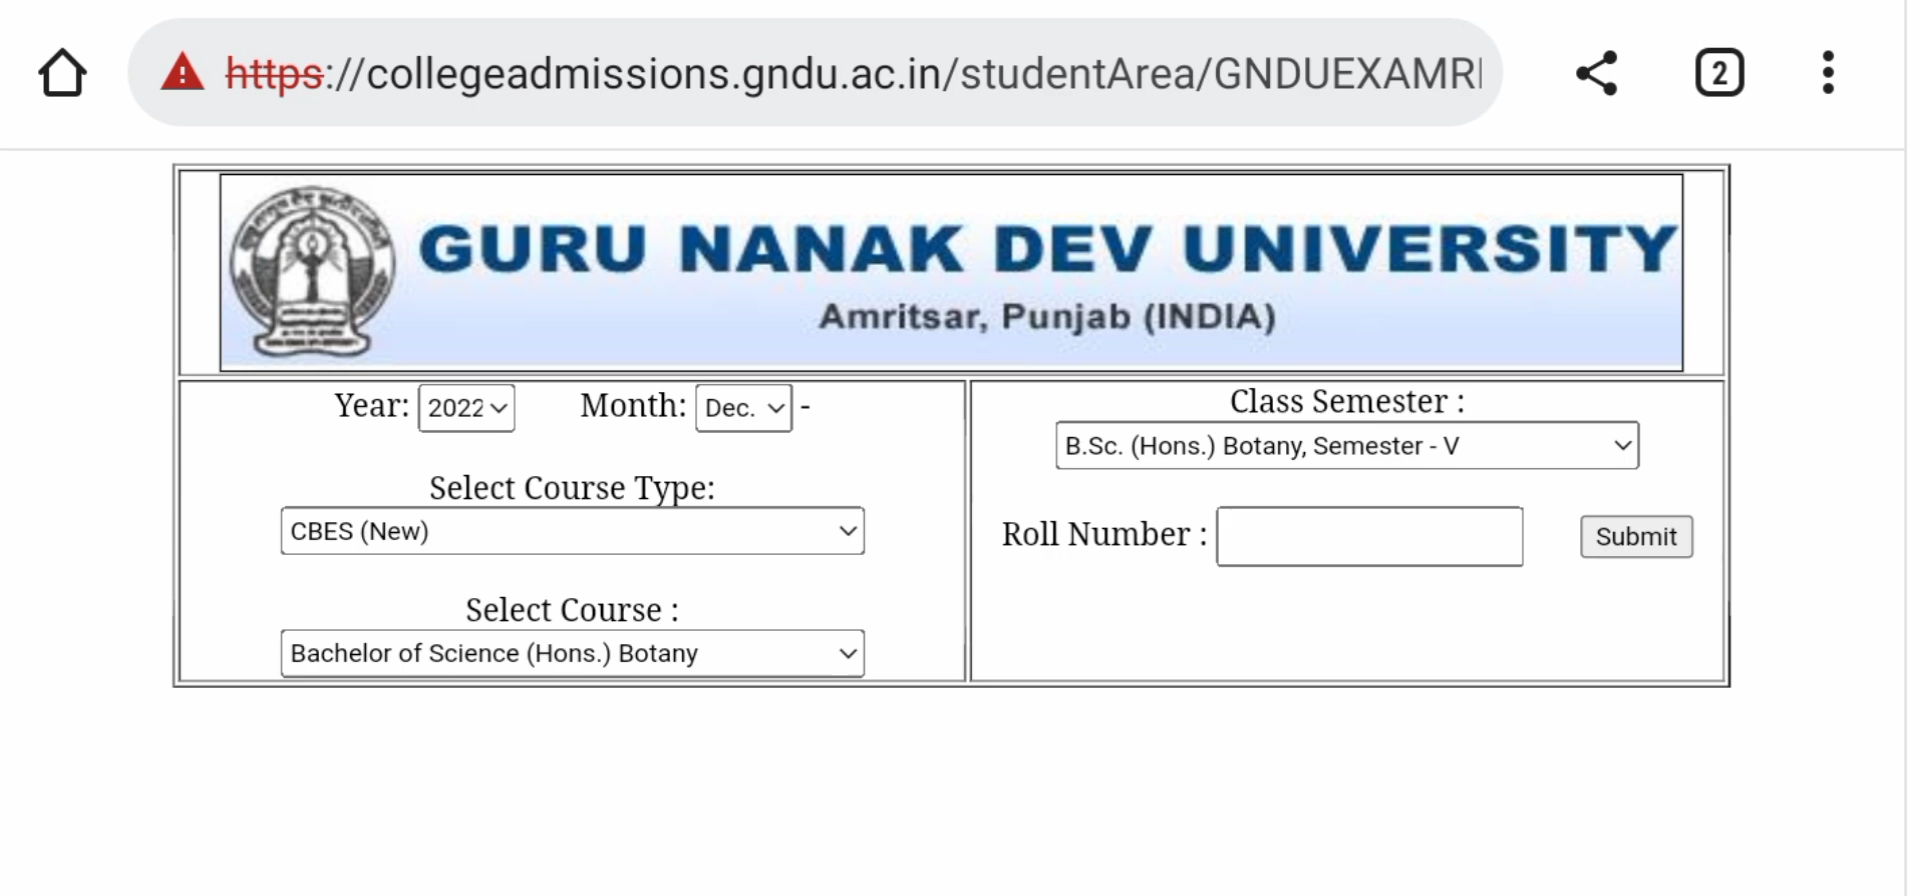 https://collegeadmissions.gndu.ac.in/studentArea/GNDUEXAMR
2
GURU NANAK DEV UNIVERSITY
Amritsar, Punjab (INDIA)
Year: 2022 Month: Dec. -
Select Course Type:
CBES (New)
Select Course :
Bachelor of Science (Hons.) Botany
Class Semester :
B.Sc. (Hons.) Botany, Semester - V
Roll Number : Submit